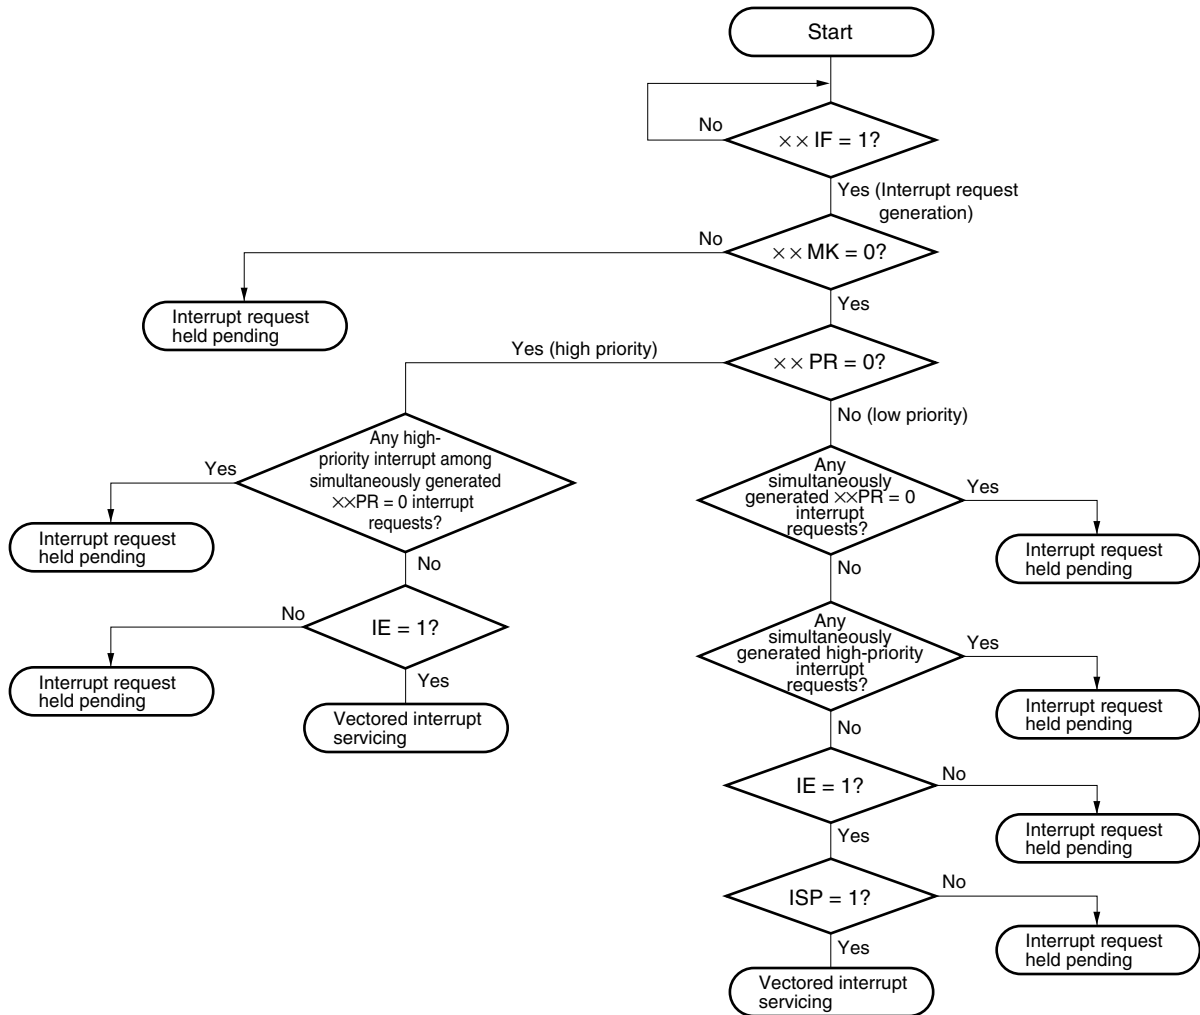 Start
No
×× IF = 1?
Yes (Interrupt request
generation)
No
×× MK = 0?
Interrupt request
held pending
Yes
Yes (high priority)
×× PR = 0?
No (low priority)
Any high-
priority interrupt among
simultaneously generated
××PR = 0 interrupt
requests?
Yes
Interrupt request
held pending
No
Any
simultaneously
generated ××PR = 0
interrupt
requests?
Yes
Interrupt request
held pending
No
No
IE = 1?
Interrupt request
held pending
Yes
Vectored interrupt
servicing
Any
simultaneously
generated high-priority
interrupt
requests?
Yes
Interrupt request
held pending
No
IE = 1?
No
Interrupt request
held pending
Yes
ISP = 1?
No
Interrupt request
held pending
Yes
Vectored interrupt
servicing